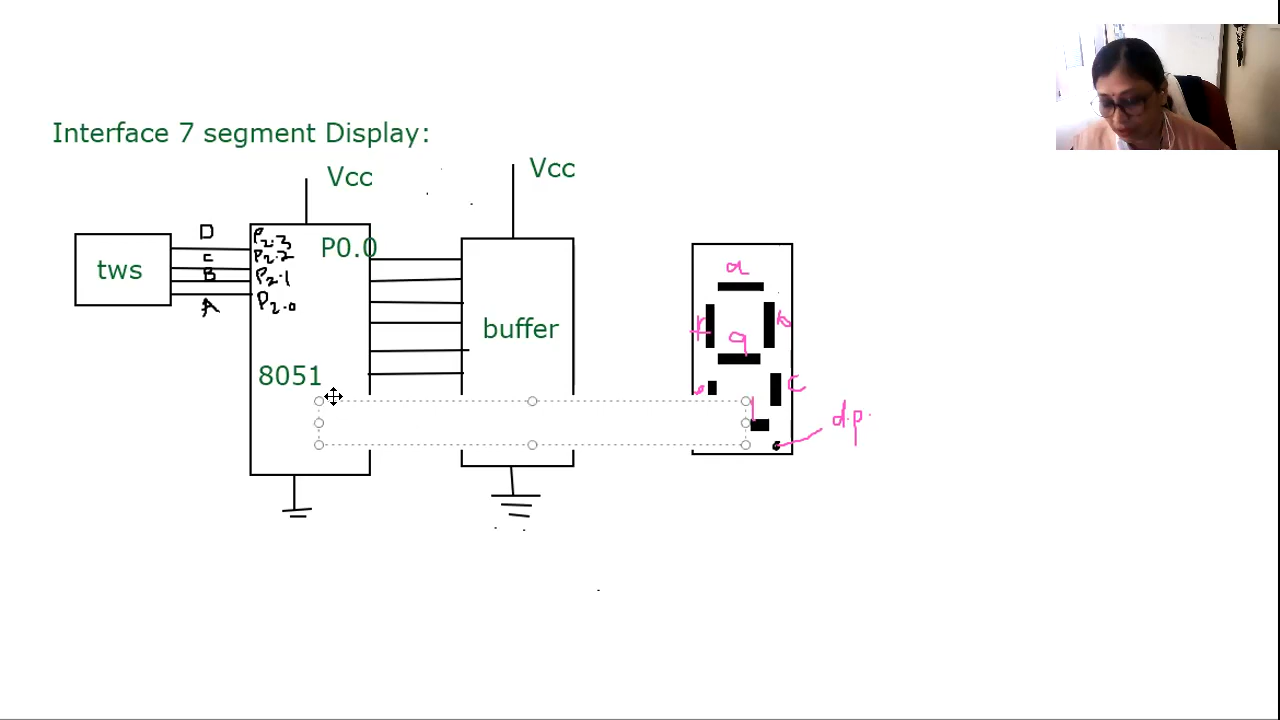 Interface 7 segment Display:
Vcc
Vcc
D
P2.3
P0.0
C
P2.2
tws
B
P2.1
A
P2.0
a
f
b
g
buffer
8051
c
d.p.